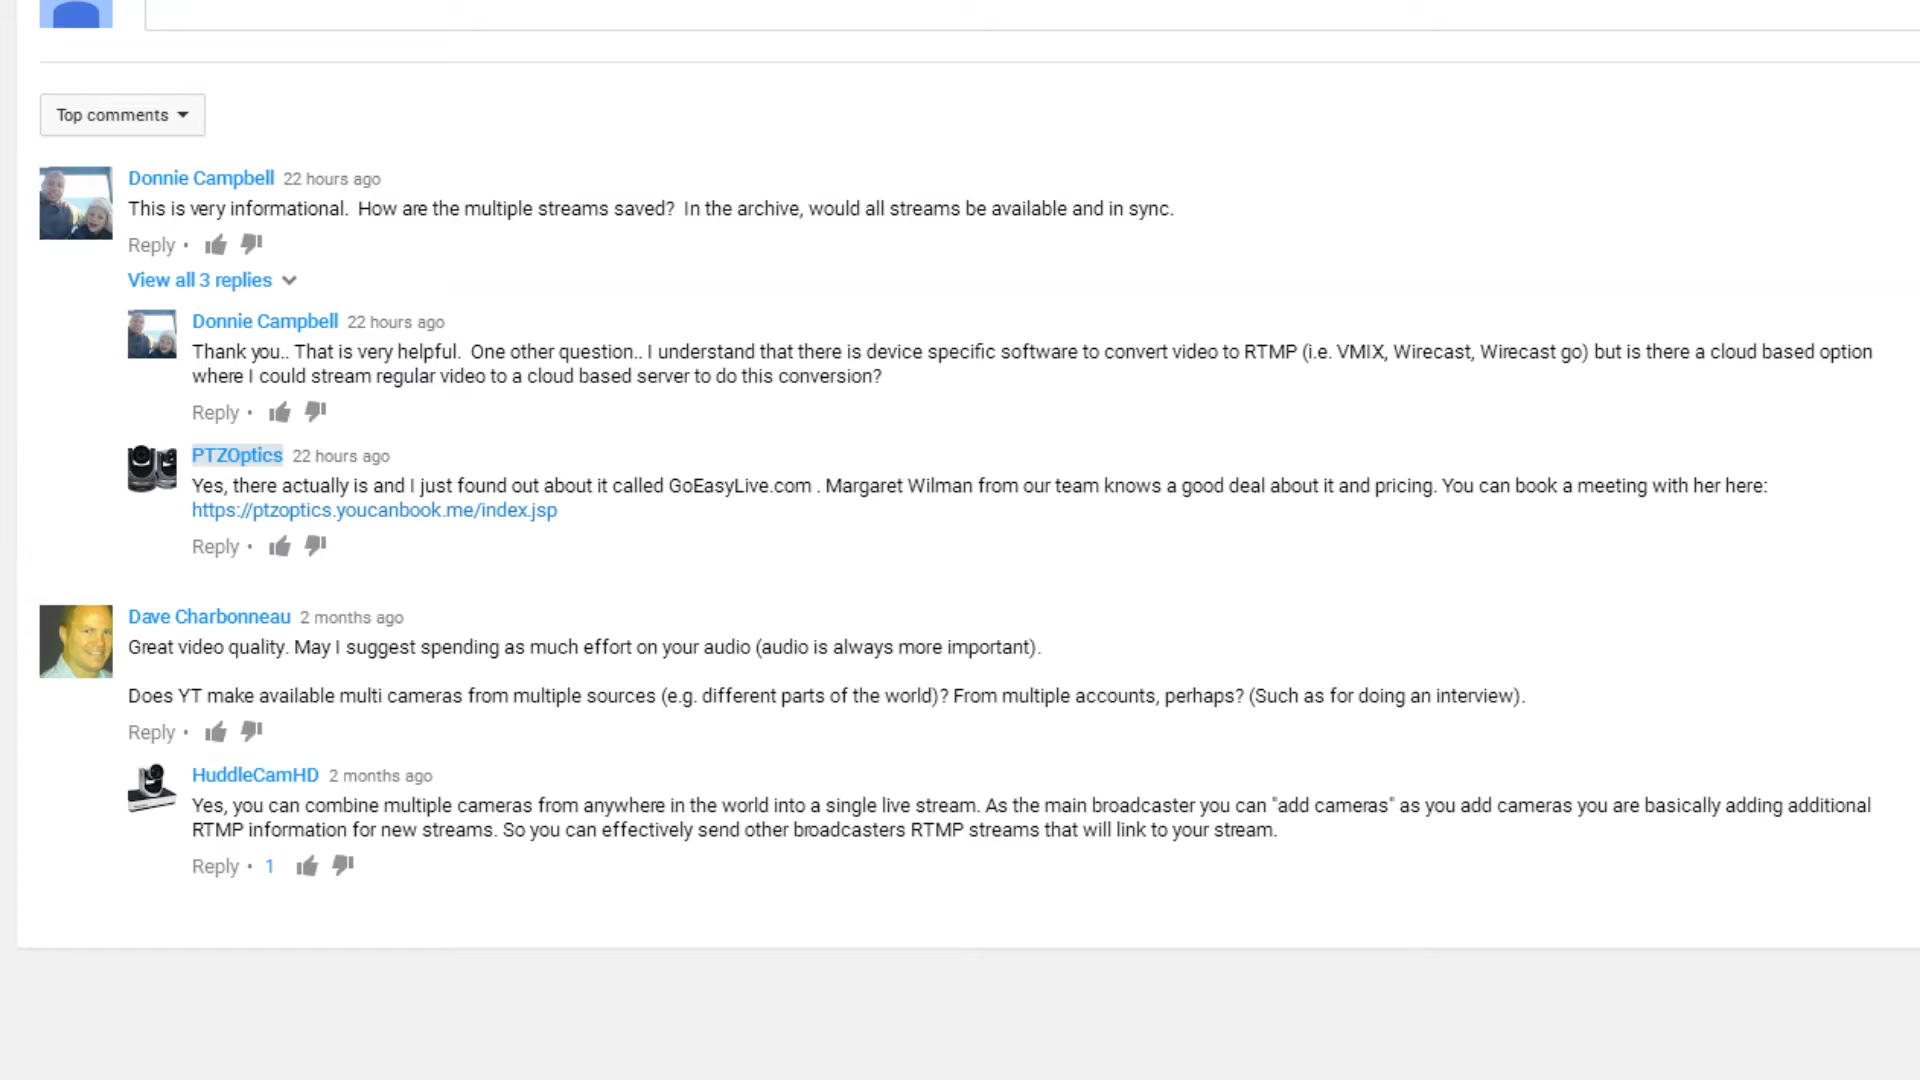 Top comments
Donnie Campbell 22 hours ago
This is very informational.  How are the multiple streams saved?  In the archive, would all streams be available and in sync.
Reply •
View all 3 replies
Donnie Campbell 22 hours ago
Thank you.. That is very helpful.  One other question.. I understand that there is device specific software to convert video to RTMP (i.e. VMIX, Wirecast, Wirecast go) but is there a cloud based option
where I could stream regular video to a cloud based server to do this conversion?
Reply •
PTZOptics 22 hours ago
Yes, there actually is and I just found out about it called GoEasyLive.com . Margaret Wilman from our team knows a good deal about it and pricing. You can book a meeting with her here:
https://ptzoptics.youcanbook.me/index.jsp
Reply •
Dave Charbonneau 2 months ago
Great video quality. May I suggest spending as much effort on your audio (audio is always more important).
Does YT make available multi cameras from multiple sources (e.g. different parts of the world)? From multiple accounts, perhaps? (Such as for doing an interview).
Reply •
HuddleCamHD 2 months ago
Yes, you can combine multiple cameras from anywhere in the world into a single live stream. As the main broadcaster you can "add cameras" as you add cameras you are basically adding additional
RTMP information for new streams. So you can effectively send other broadcasters RTMP streams that will link to your stream.
Reply • 1